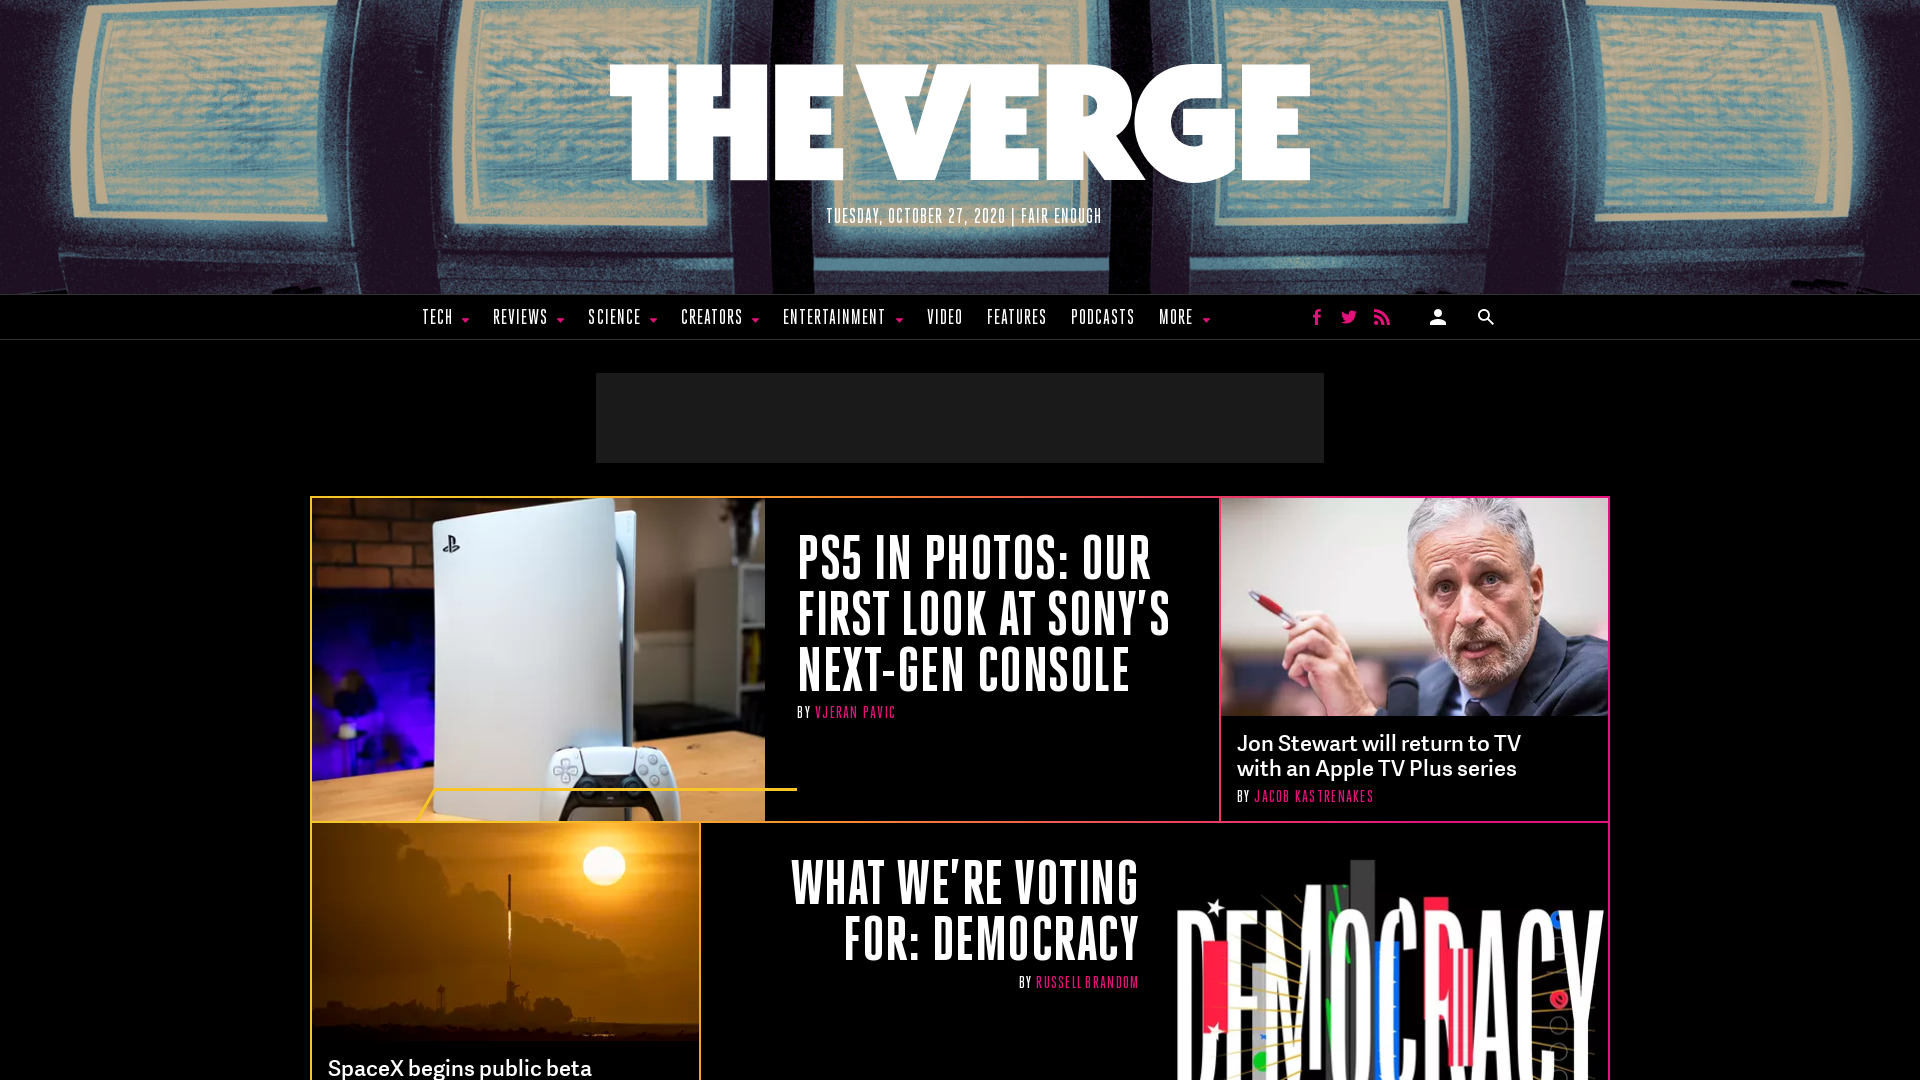 THE VERGE
TUESDAY, OCTOBER 27, 2020 | FAIR ENOUGH
TECH REVIEWS SCIENCE CREATORS ENTERTAINMENT VIDEO FEATURES PODCASTS MORE
PS5 IN PHOTOS: OUR
FIRST LOOK AT SONY'S
NEXT-GEN CONSOLE
BY VJERAN PAVIC
Jon Stewart will return to TV
with an Apple TV Plus series
BY JACOB KASTRENAKES
SpaceX begins public beta
WHAT WE'RE VOTING
FOR: DEMOCRACY
BY RUSSELL BRANDOM
DEMOCRACY